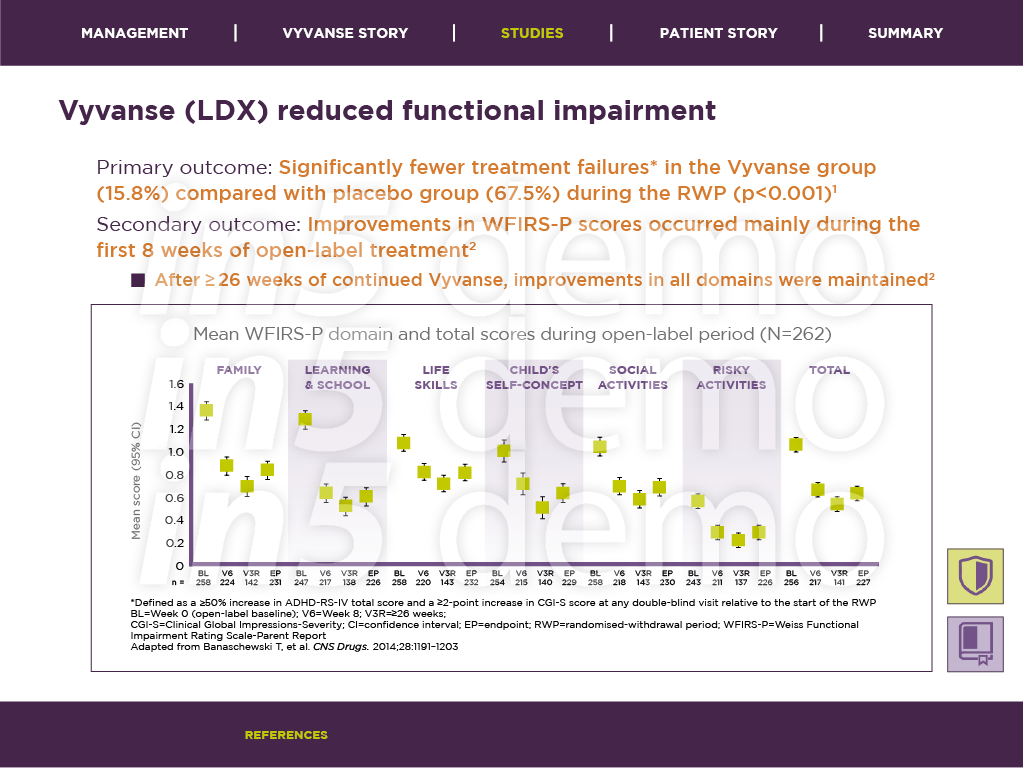 MANAGEMENT | VYVANSE STORY | STUDIES | PATIENT STORY | SUMMARY
Vyvanse (LDX) reduced functional impairment
Primary outcome: Significantly fewer treatment failures* in the Vyvanse group
(15.8%) compared with placebo group (67.5%) during the RWP (p<0.001)¹
Secondary outcome: Improvements in WFIRS-P scores occurred mainly during the
first 8 weeks of open-label treatment²
■ After ≥ 26 weeks of continued Vyvanse, improvements in all domains were maintained²
in5 demo
in5 demo
in5 demo
Mean WFIRS-P domain and total scores during open-label period (N=262)
FAMILY LEARNING LIFE CHILD'S SOCIAL RISKY TOTAL
& SCHOOL SKILLS SELF-CONCEPT ACTIVITIES ACTIVITIES
Mean score (95% CI)
1.6
1.4
1.2
1.0
0.8
0.6
0.4
0.2
0
BL V6 V3R EP BL V6 V3R EP BL V6 V3R EP BL V6 V3R EP BL V6 V3R EP BL V6 V3R EP BL V6 V3R EP
n = 258 224 142 231 247 217 138 226 258 220 143 232 254 215 140 229 258 218 143 230 243 211 137 226 256 217 141 227
*Defined as a ≥50% increase in ADHD-RS-IV total score and a ≥2-point increase in CGI-S score at any double-blind visit relative to the start of the RWP
BL=Week 0 (open-label baseline); V6=Week 8; V3R=≥26 weeks;
CGI-S=Clinical Global Impressions-Severity; CI=confidence interval; EP=endpoint; RWP=randomised-withdrawal period; WFIRS-P=Weiss Functional
Impairment Rating Scale-Parent Report
Adapted from Banaschewski T, et al. CNS Drugs. 2014;28:1191–1203
REFERENCES